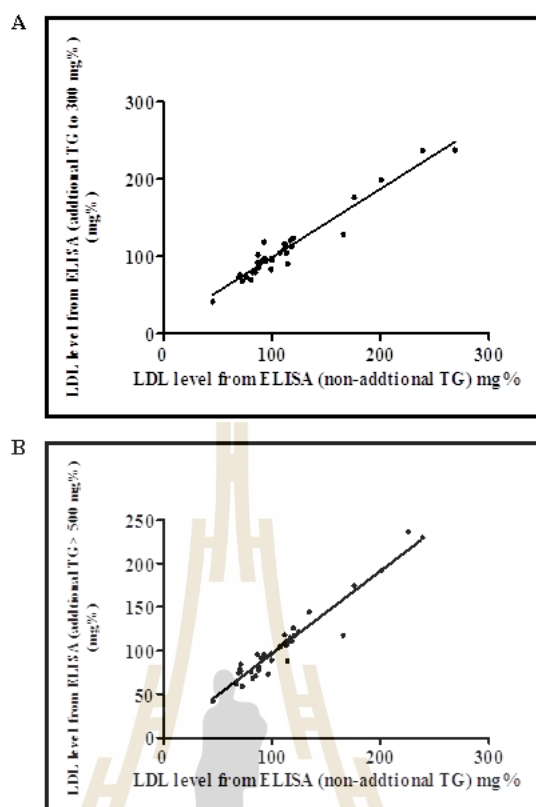 A
LDL level from ELISA (addtional TG to 300 mg%)
(mg%)
300
200
100
0
0 100 200 300
LDL level from ELISA (non-addtional TG) mg%
B
LDL level from ELISA (addtional TG > 500 mg%)
(mg%)
250
200
150
100
50
0
0 100 200 300
LDL level from ELISA (non-addtional TG) mg%